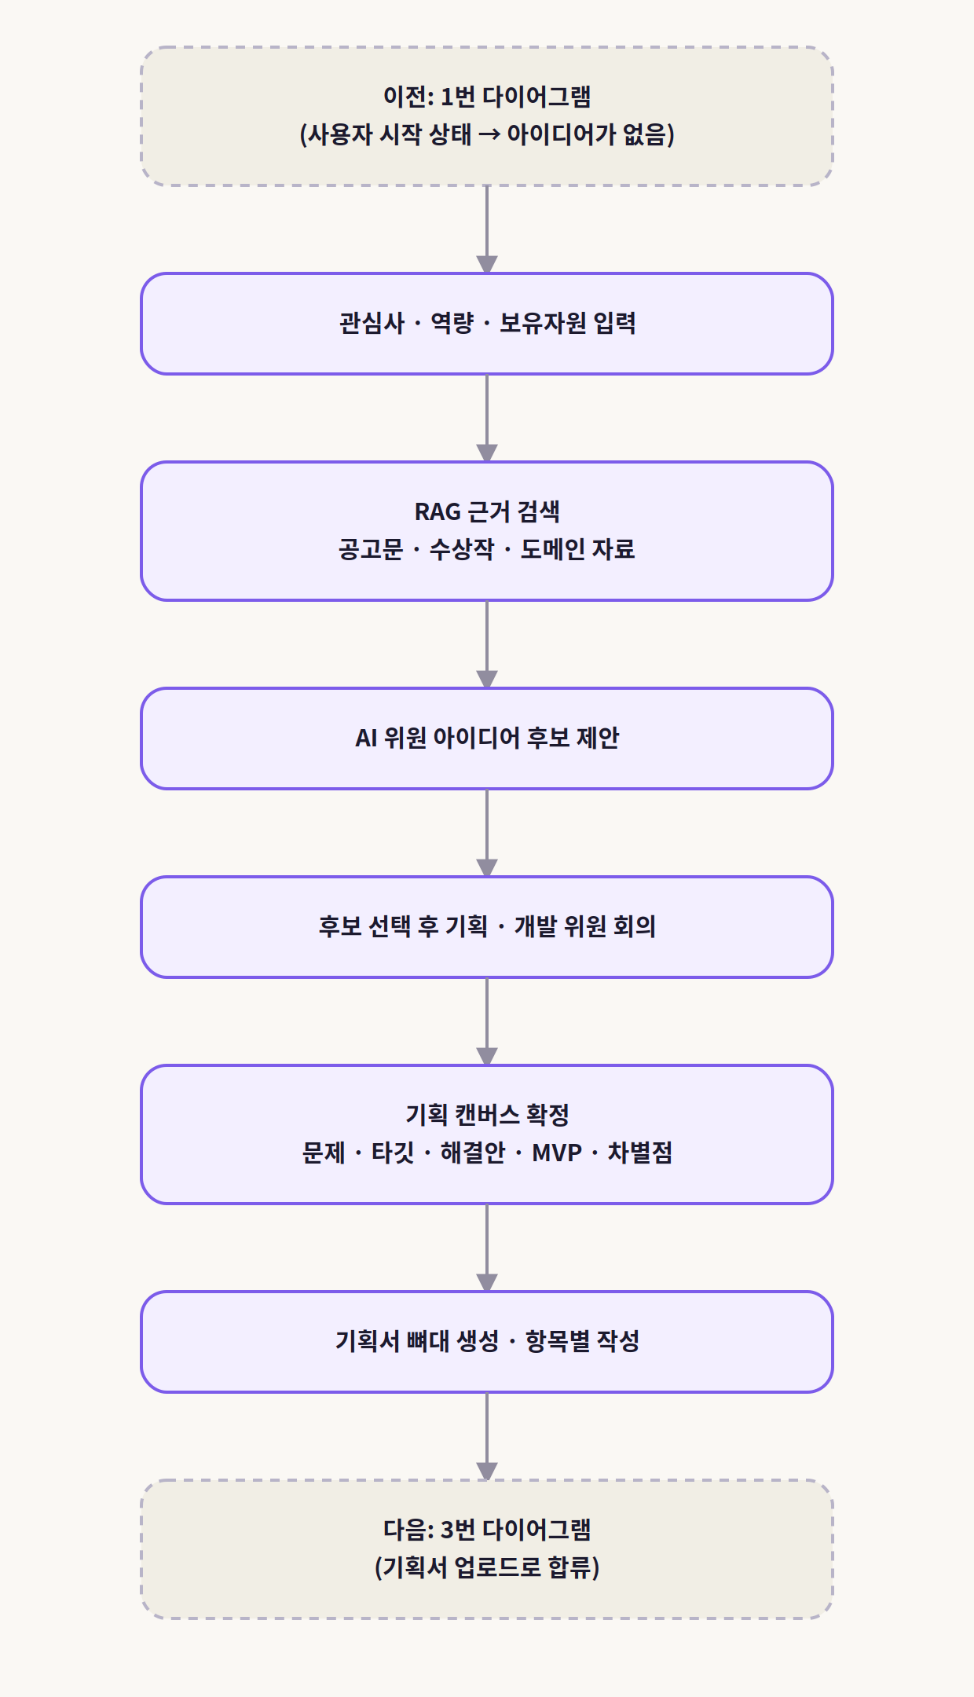 이전: 1번 다이어그램
(사용자 시작 상태 → 아이디어가 없음)
관심사 · 역량 · 보유자원 입력
RAG 근거 검색
공고문 · 수상작 · 도메인 자료
AI 위원 아이디어 후보 제안
후보 선택 후 기획 · 개발 위원 회의
기획 캔버스 확정
문제 · 타깃 · 해결안 · MVP · 차별점
기획서 뼈대 생성 · 항목별 작성
다음: 3번 다이어그램
(기획서 업로드로 합류)